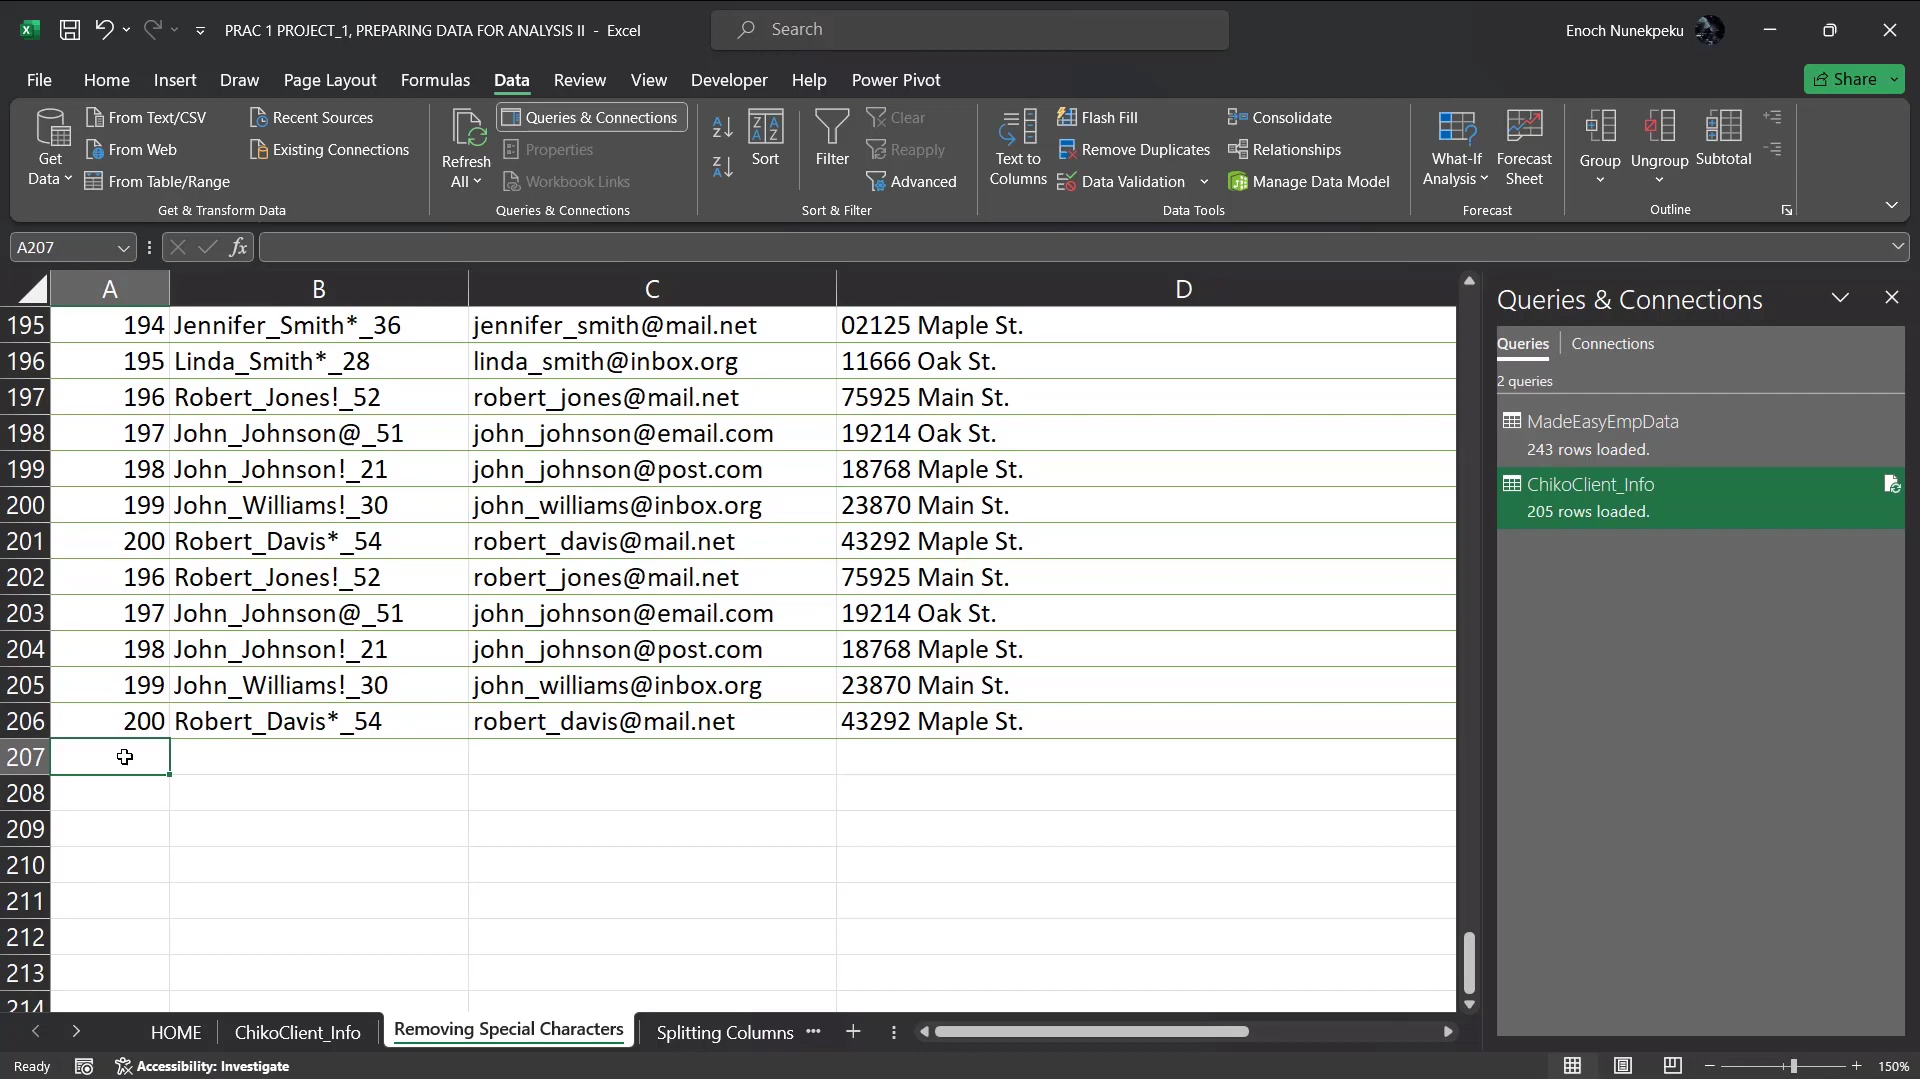 PRAC 1 PROJECT_1, PREPARING DATA FOR ANALYSIS II - Excel
Search
Enoch Nunekpeku
File Home Insert Draw Page Layout Formulas Data Review View Developer Help Power Pivot
Share
Get Data
From Text/CSV
From Web
From Table/Range
Recent Sources
Existing Connections
Get & Transform Data
Refresh All
Queries & Connections
Properties
Workbook Links
Queries & Connections
Sort
Filter
Clear
Reapply
Advanced
Sort & Filter
Text to Columns
Flash Fill
Remove Duplicates
Data Validation
Consolidate
Relationships
Manage Data Model
Data Tools
What-If Analysis
Forecast Sheet
Forecast
Group
Ungroup
Subtotal
Outline
A207
fx
A B C D
195 194 Jennifer_Smith*_36 jennifer_smith@mail.net 02125 Maple St.
196 195 Linda_Smith*_28 linda_smith@inbox.org 11666 Oak St.
197 196 Robert_Jones!_52 robert_jones@mail.net 75925 Main St.
198 197 John_Johnson@_51 john_johnson@email.com 19214 Oak St.
199 198 John_Johnson!_21 john_johnson@post.com 18768 Maple St.
200 199 John_Williams!_30 john_williams@inbox.org 23870 Main St.
201 200 Robert_Davis*_54 robert_davis@mail.net 43292 Maple St.
202 196 Robert_Jones!_52 robert_jones@mail.net 75925 Main St.
203 197 John_Johnson@_51 john_johnson@email.com 19214 Oak St.
204 198 John_Johnson!_21 john_johnson@post.com 18768 Maple St.
205 199 John_Williams!_30 john_williams@inbox.org 23870 Main St.
206 200 Robert_Davis*_54 robert_davis@mail.net 43292 Maple St.
207
208
209
210
211
212
213
214
Queries & Connections
Queries Connections
2 queries
MadeEasyEmpData
243 rows loaded.
ChikoClient_Info
205 rows loaded.
HOME ChikoClient_Info Removing Special Characters Splitting Columns ...
Ready
Accessibility: Investigate
150%